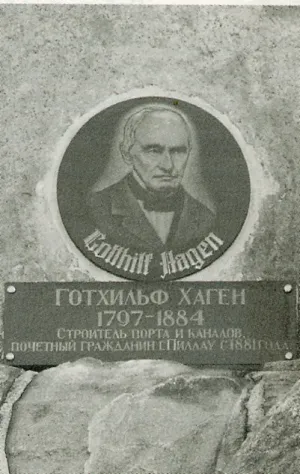 Gotthilf Hagen
ГОТХИЛЬФ ХАГЕН
1797-1884
СТРОИТЕЛЬ ПОРТА И КАНАЛОВ,
ПОЧЕТНЫЙ ГРАЖДАНИН Г.ПИЛЛАУ С 1881 ГОДА